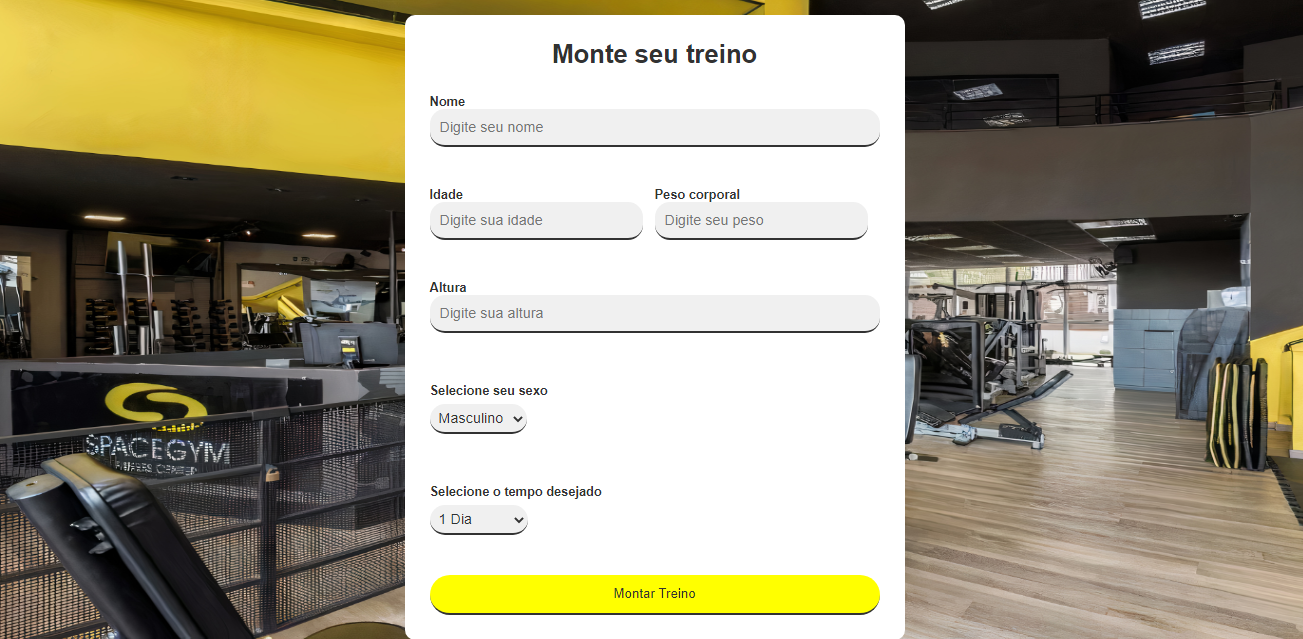 Monte seu treino
Nome
Digite seu nome
Idade
Peso corporal
Digite sua idade
Digite seu peso
Altura
Digite sua altura
Selecione seu sexo
Masculino
Selecione o tempo desejado
1 Dia
Montar Treino
SPACEGYM
FITNESS CENTER